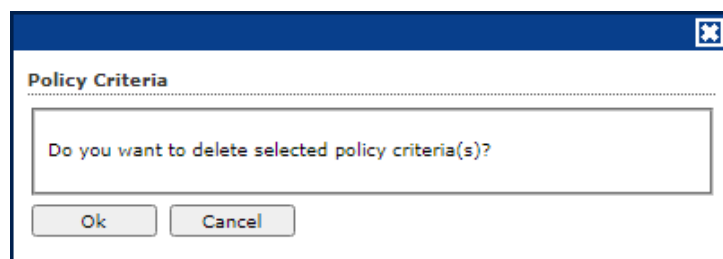 Policy Criteria
Do you want to delete selected policy criteria(s)?
Ok Cancel